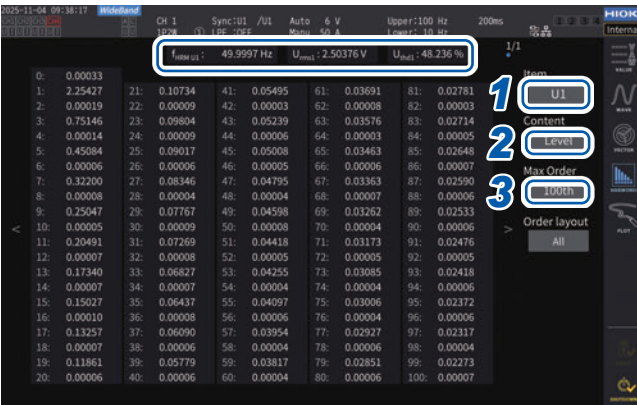 2025-11-04 09:38:17 WideBand
CH 1 Sync:U1 /U1 Auto 6 V Upper:100 Hz 200ms
1P2W ① LPF :OFF Manu 50 A Lower: 10 Hz
HIOKI
Interna
fHRM U1 : 49.9997 Hz Urms1 : 2.50376 V Uthd1 : 48.236 %
1/1
0: 0.00033
1: 2.25427 21: 0.10734 41: 0.05495 61: 0.03691 81: 0.02781
2: 0.00019 22: 0.00009 42: 0.00003 62: 0.00008 82: 0.00003
3: 0.75146 23: 0.09804 43: 0.05239 63: 0.03576 83: 0.02714
4: 0.00014 24: 0.00009 44: 0.00006 64: 0.00003 84: 0.00005
5: 0.45084 25: 0.09017 45: 0.05008 65: 0.03463 85: 0.02648
6: 0.00006 26: 0.00006 46: 0.00005 66: 0.00006 86: 0.00007
7: 0.32200 27: 0.08346 47: 0.04795 67: 0.03363 87: 0.02590
8: 0.00008 28: 0.00004 48: 0.00004 68: 0.00007 88: 0.00006
9: 0.25047 29: 0.07767 49: 0.04598 69: 0.03262 89: 0.02533
< 10: 0.00005 30: 0.00009 50: 0.00008 70: 0.00004 90: 0.00006 >
11: 0.20491 31: 0.07269 51: 0.04418 71: 0.03173 91: 0.02476
12: 0.00007 32: 0.00008 52: 0.00005 72: 0.00005 92: 0.00005
13: 0.17340 33: 0.06827 53: 0.04255 73: 0.03085 93: 0.02418
14: 0.00007 34: 0.00007 54: 0.00004 74: 0.00004 94: 0.00006
15: 0.15027 35: 0.06437 55: 0.04097 75: 0.03006 95: 0.02372
16: 0.00010 36: 0.00008 56: 0.00006 76: 0.00004 96: 0.00006
17: 0.13257 37: 0.06090 57: 0.03954 77: 0.02927 97: 0.02317
18: 0.00007 38: 0.00006 58: 0.00004 78: 0.00006 98: 0.00004
19: 0.11861 39: 0.05779 59: 0.03817 79: 0.02851 99: 0.02273
20: 0.00006 40: 0.00006 60: 0.00004 80: 0.00006 100: 0.00007
Item
1 U1
Content
2 Level
Max Order
3 100th
Order layout
All
VALUE
WAVE
VECTOR
HARMONIC
PLOT
SHUTDOWN